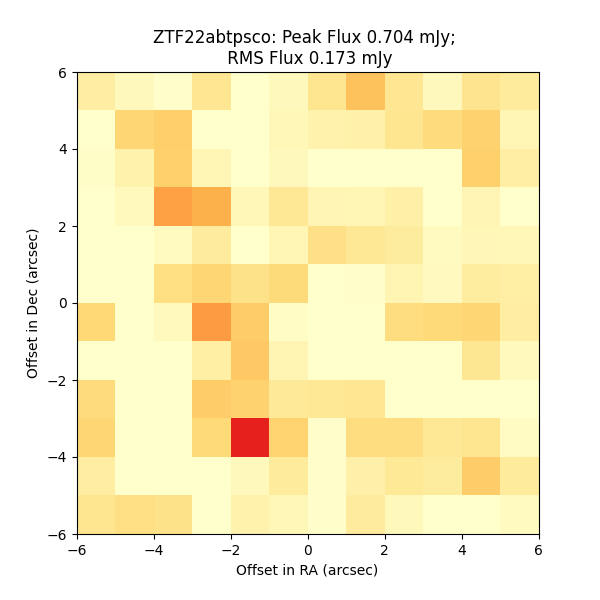 ZTF22abtpsco: Peak Flux 0.704 mJy;
RMS Flux 0.173 mJy
6
4
2
0
−2
−4
−6
Offset in Dec (arcsec)
−6 −4 −2 0 2 4 6
Offset in RA (arcsec)